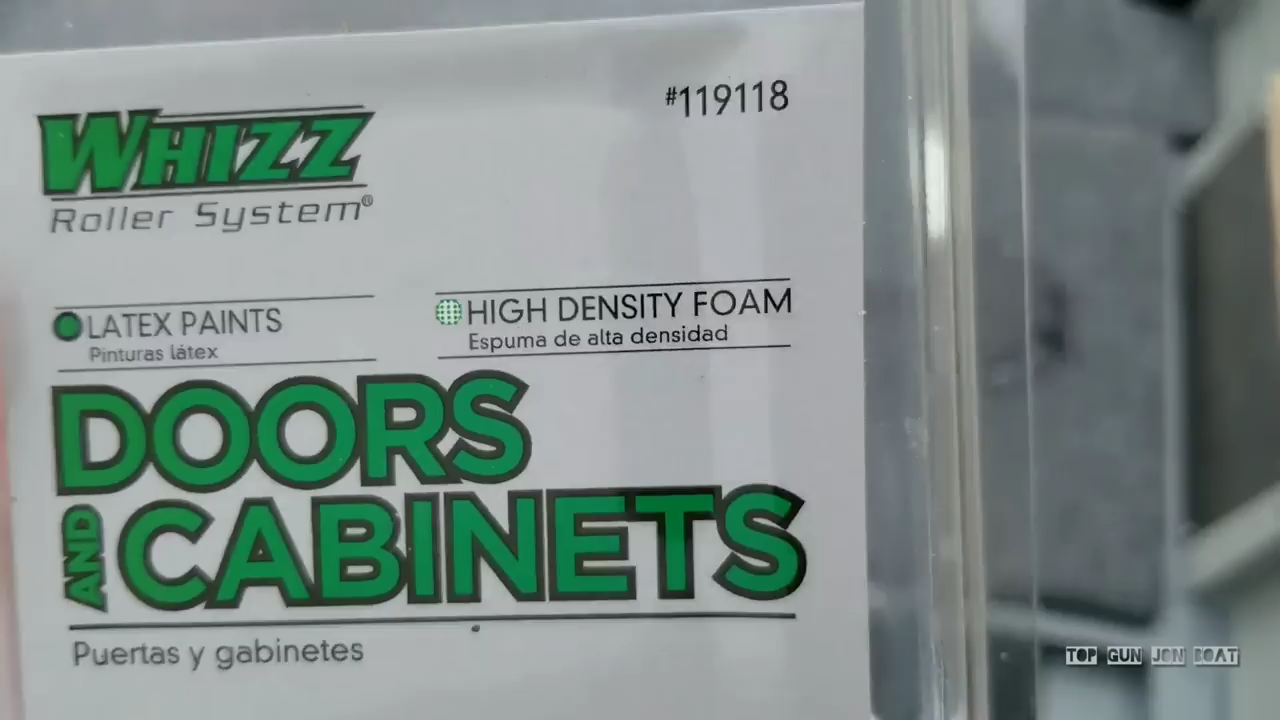 #119118
WHIZZ
Roller System®
LATEX PAINTS
Pinturas látex
HIGH DENSITY FOAM
Espuma de alta densidad
DOORS
AND CABINETS
Puertas y gabinetes
TOP GUN JON BOAT